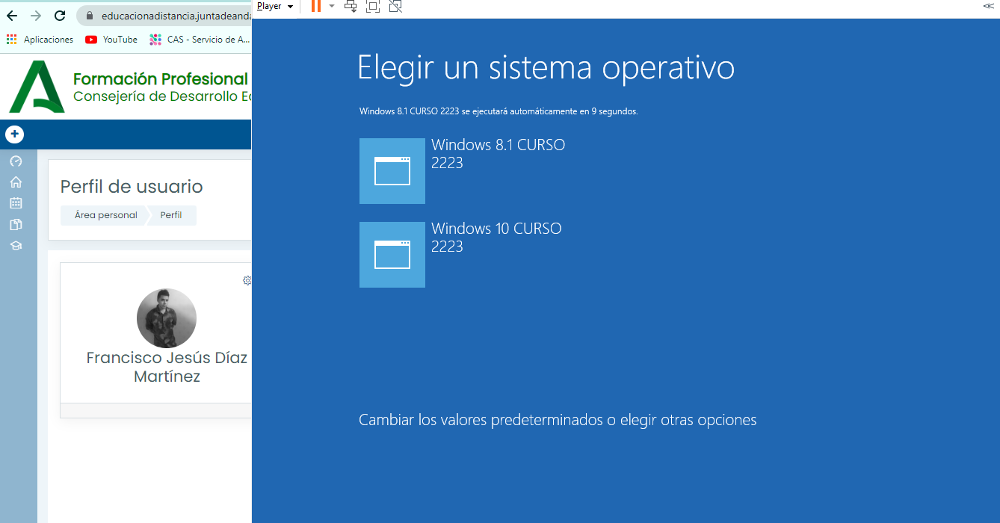 educacionadistancia.juntadeanda
Aplicaciones
YouTube
CAS - Servicio de A...
Formación Profesional
Consejería de Desarrollo Ec
Perfil de usuario
Área personal
Perfil
Francisco Jesús Díaz
Martínez
Player
Elegir un sistema operativo
Windows 8.1 CURSO 2223 se ejecutará automáticamente en 9 segundos.
Windows 8.1 CURSO
2223
Windows 10 CURSO
2223
Cambiar los valores predeterminados o elegir otras opciones